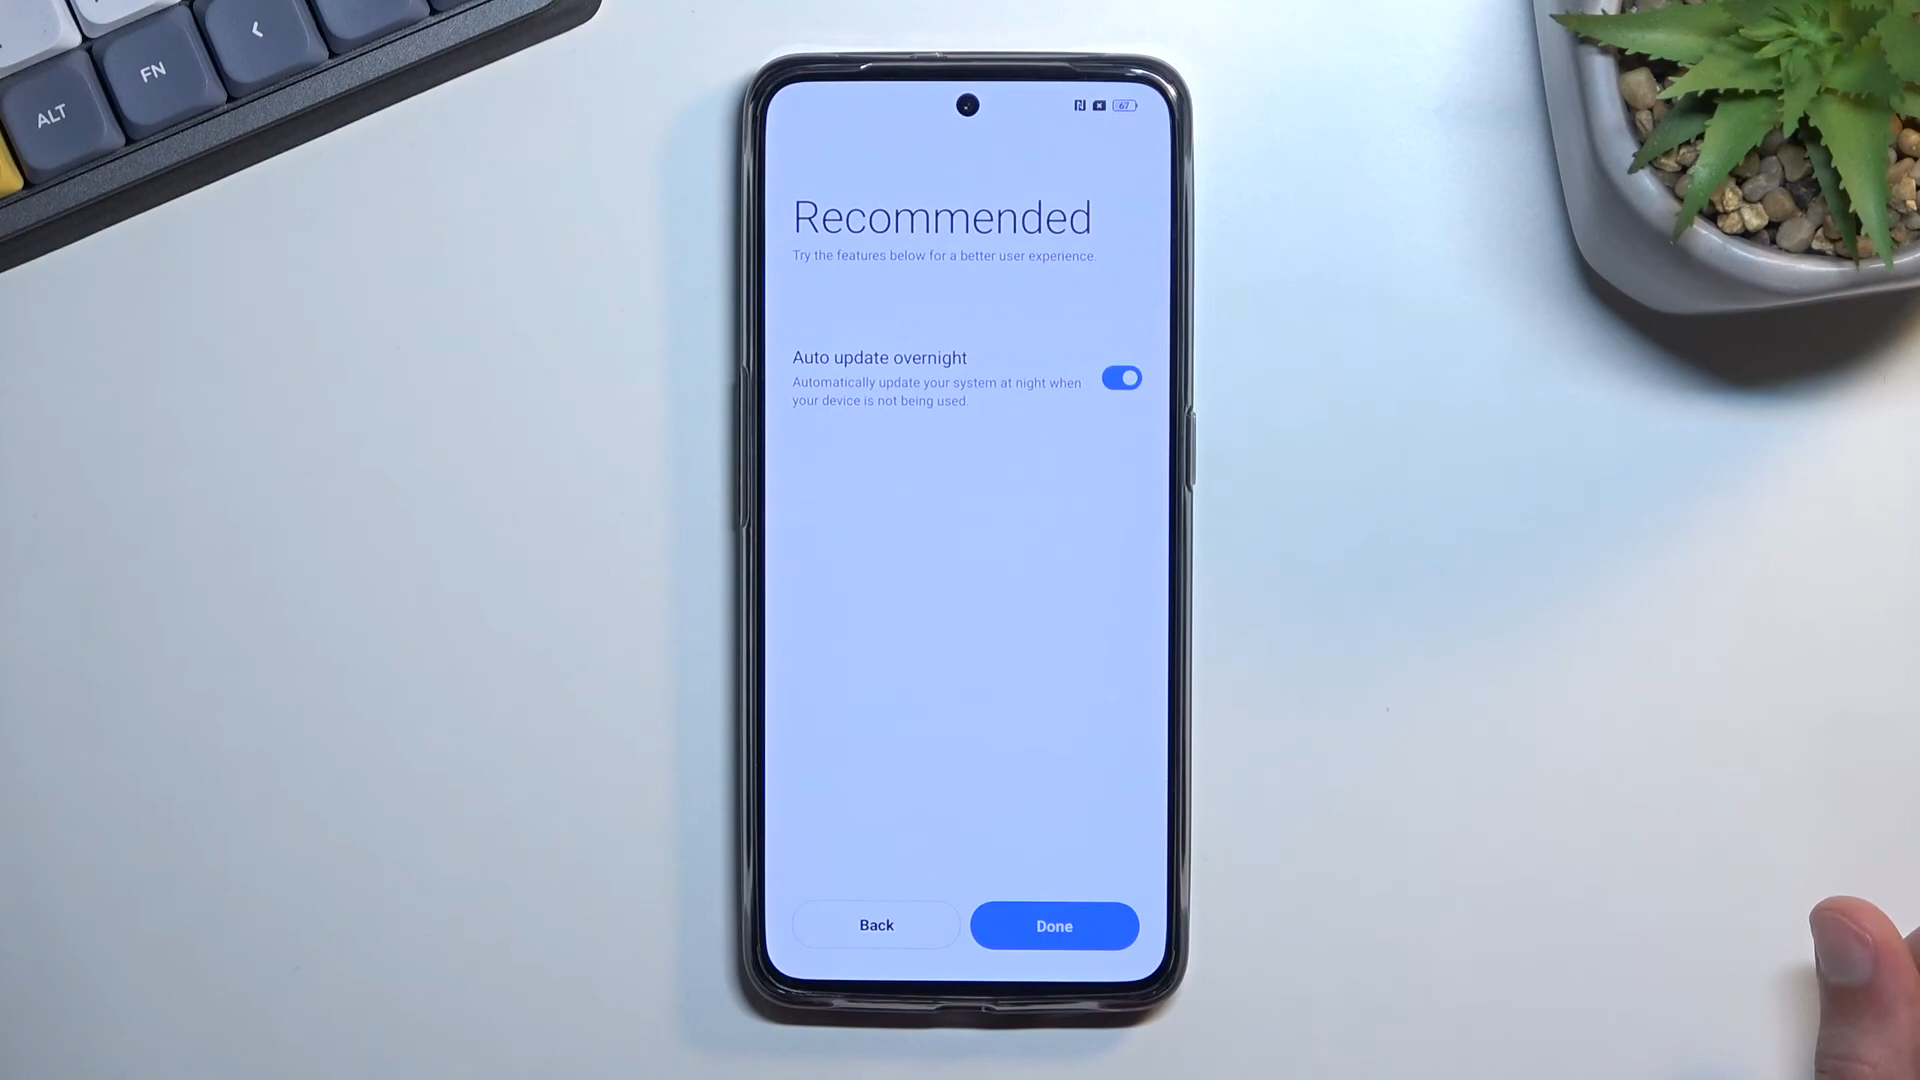 <
FN
ALT
67
Recommended
Try the features below for a better user experience.
Auto update overnight
Automatically update your system at night when
your device is not being used.
Back
Done